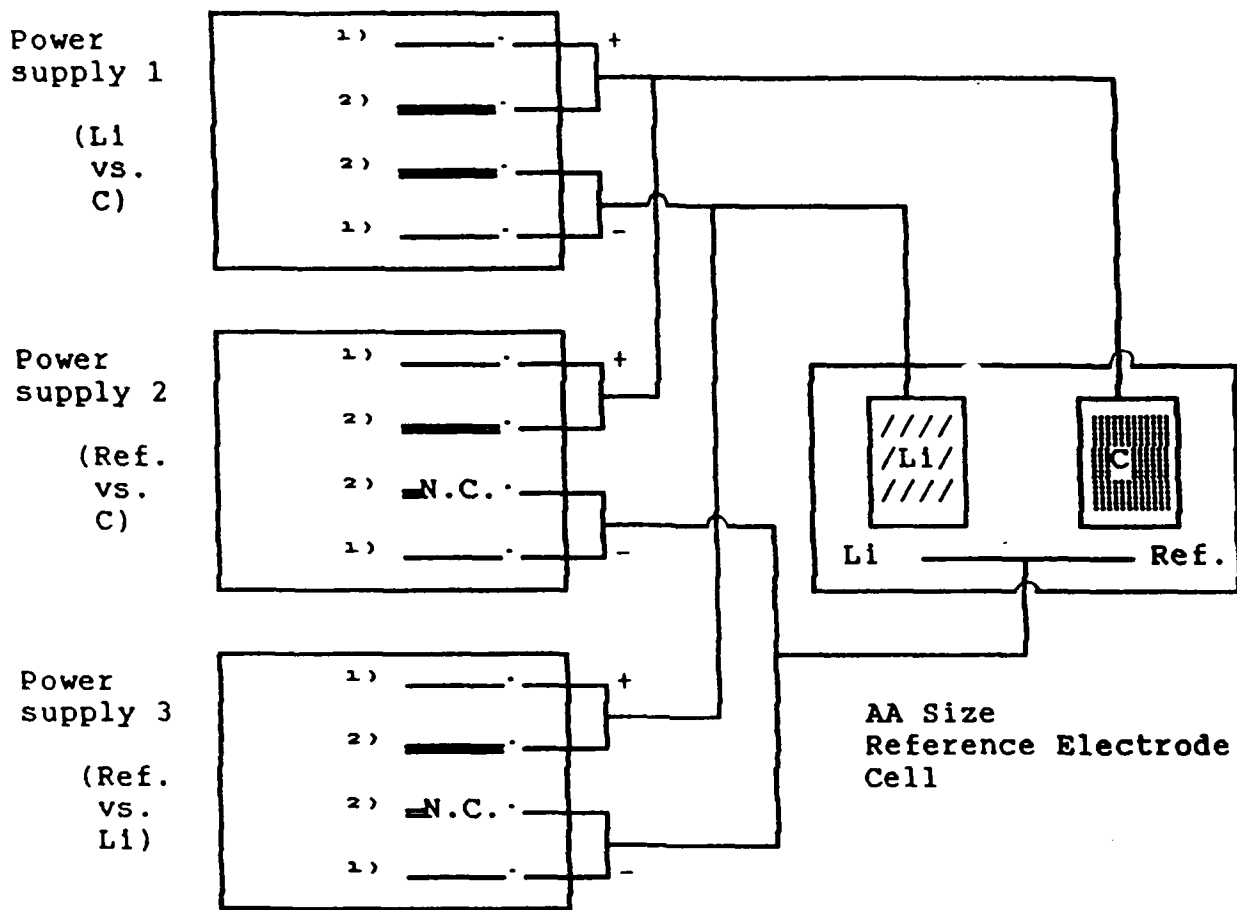 Power
supply 1
(Li
vs.
C)
1)
+
2)
2)
1)
-
Power
supply 2
(Ref.
vs.
C)
1)
+
2)
2) N.C.
1)
-
////
/Li/
////
C
Li
Ref.
Power
supply 3
(Ref.
vs.
Li)
1)
+
2)
2) N.C.
1)
-
AA Size
Reference Electrode
Cell